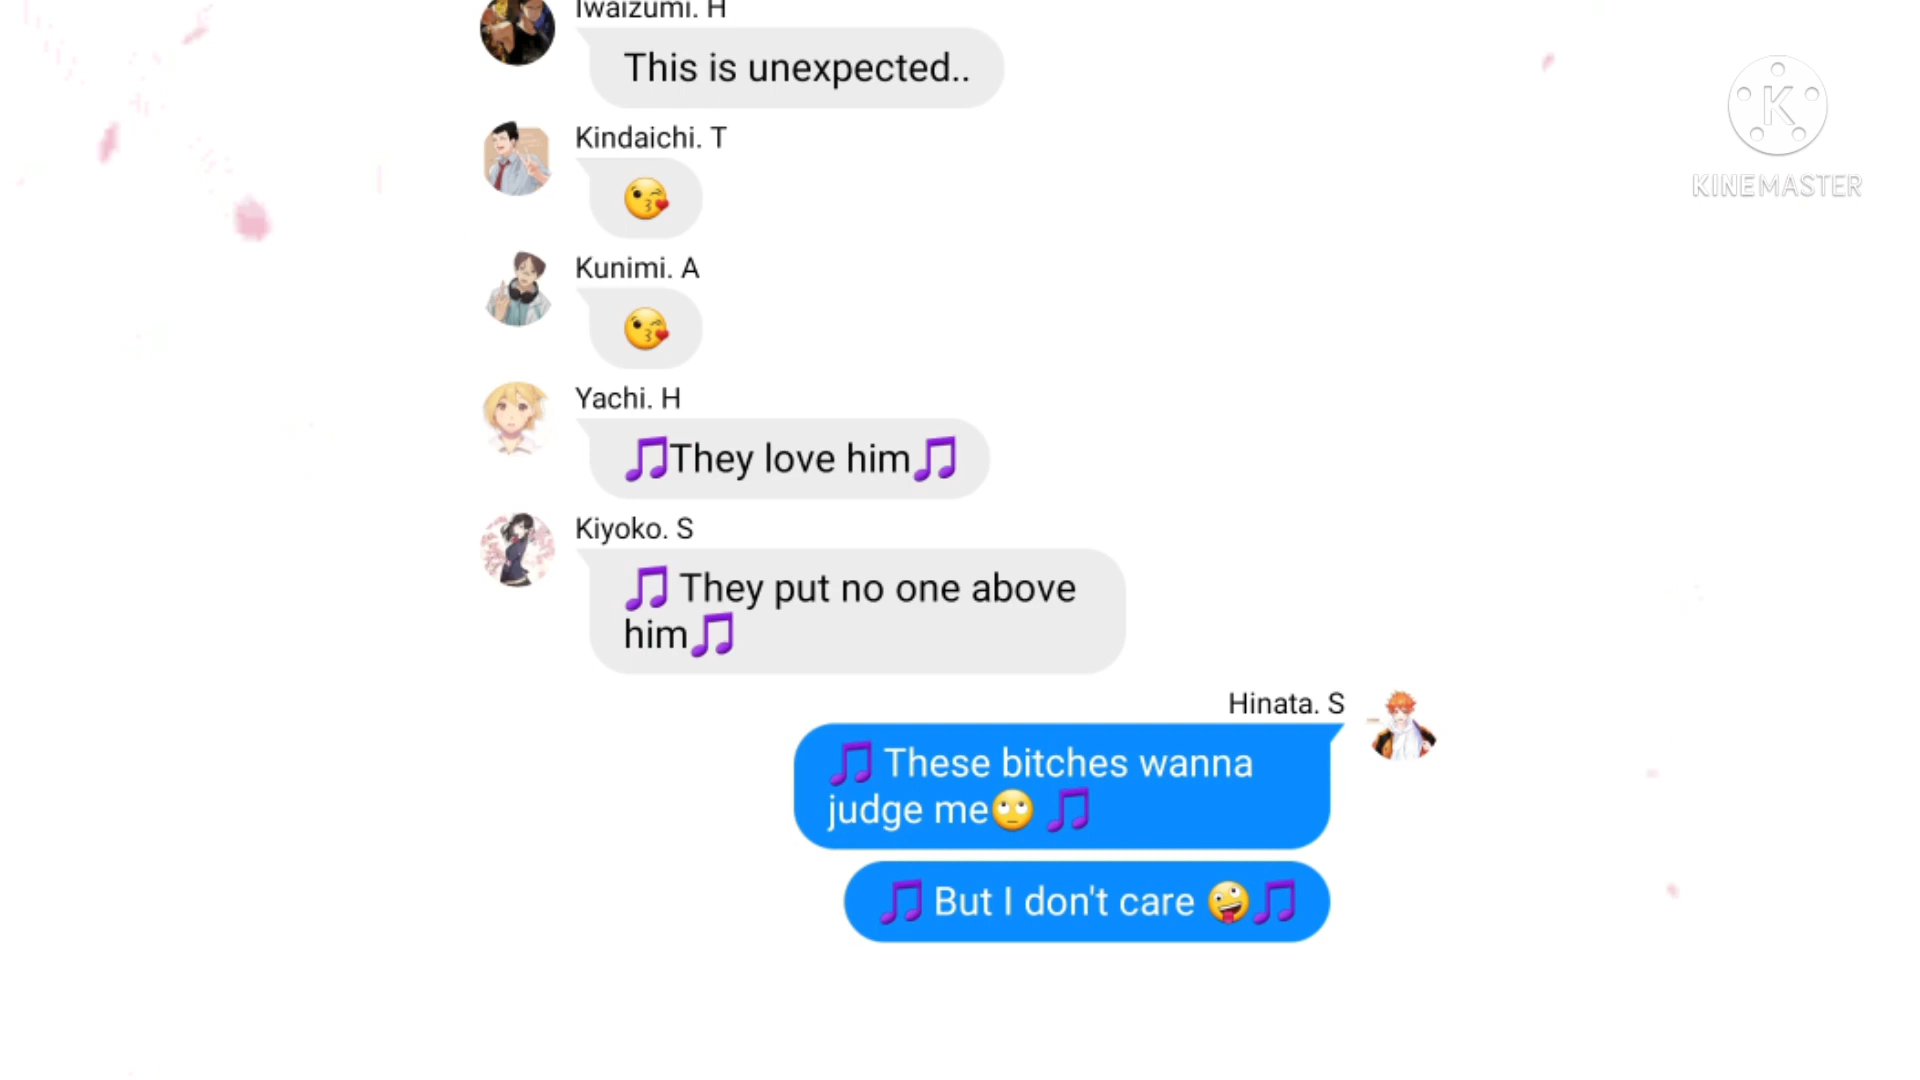 Iwaizumi. H
This is unexpected..
Kindaichi. T
😘
Kunimi. A
😘
Yachi. H
🎵They love him🎵
Kiyoko. S
🎵 They put no one above
him🎵
Hinata. S
🎵 These bitches wanna
judge me🙄 🎵
🎵 But I don't care 🤪🎵
K
KINEMASTER